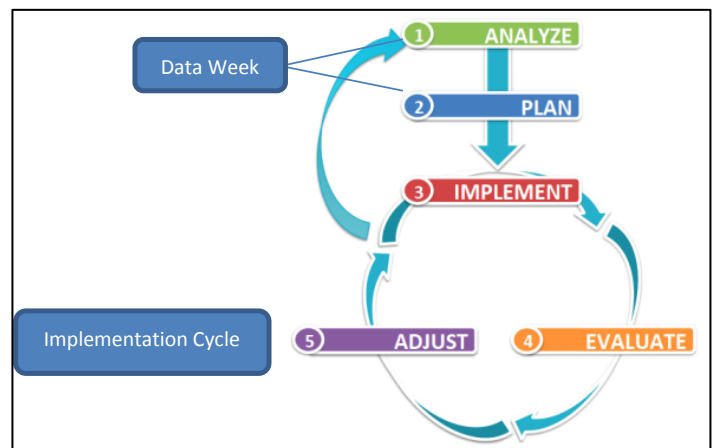 1 ANALYZE
Data Week
2 PLAN
3 IMPLEMENT
Implementation Cycle
5 ADJUST
4 EVALUATE